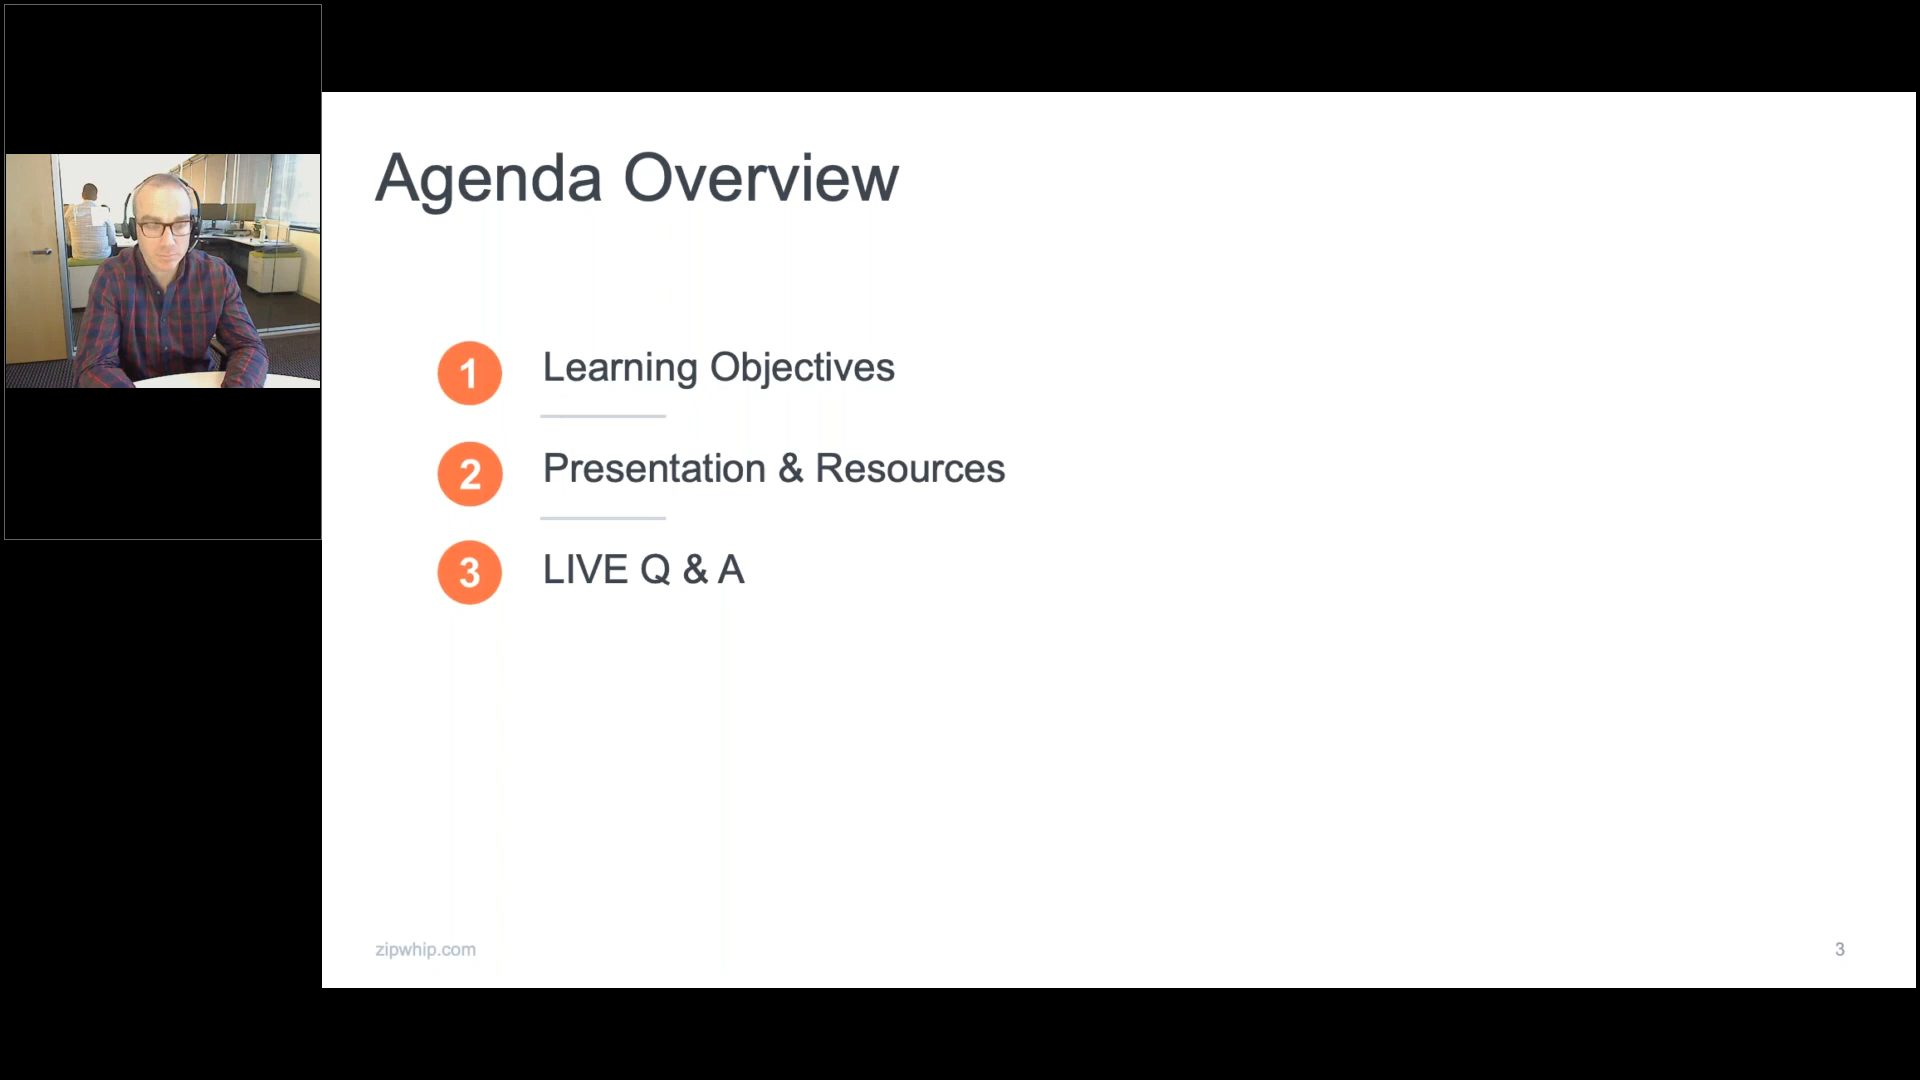 Agenda Overview
1 Learning Objectives
2 Presentation & Resources
3 LIVE Q & A
zipwhip.com
3